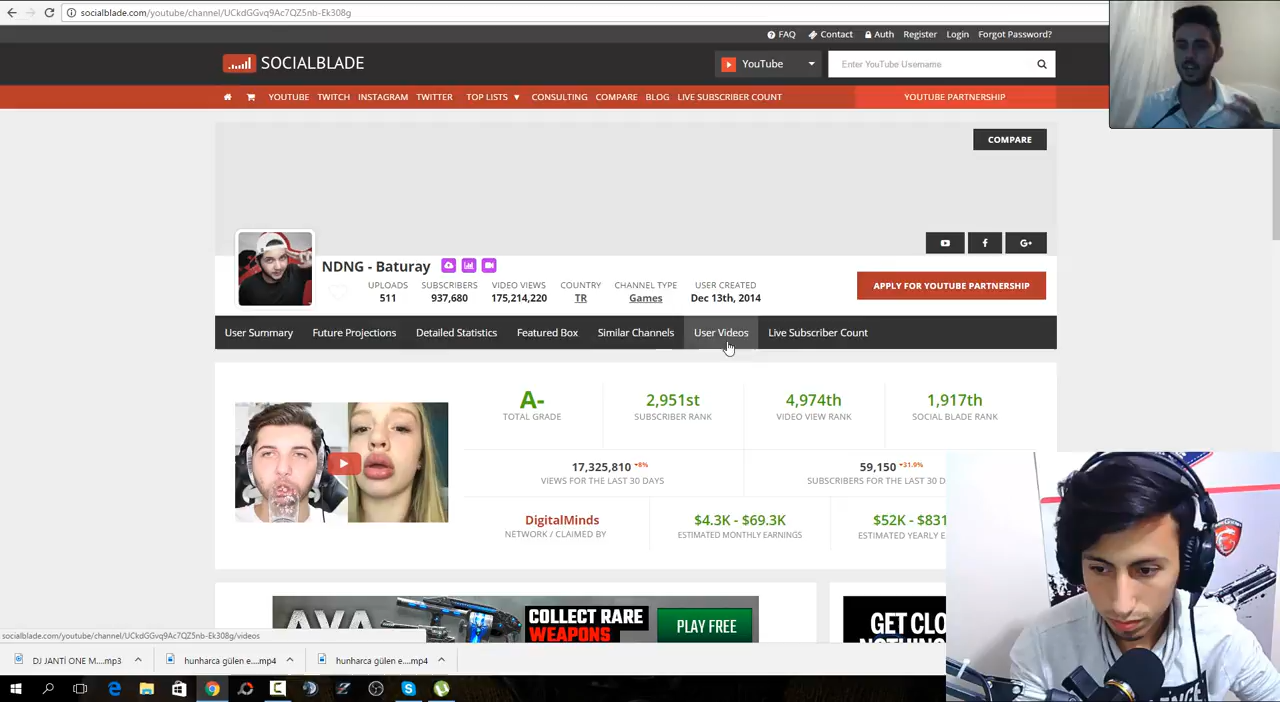 socialblade.com/youtube/channel/UCkdGGvq9Ac7QZ5nb-Ek308g
FAQ Contact Auth Register Login Forgot Password?
SOCIALBLADE YouTube Enter YouTube Username
YOUTUBE TWITCH INSTAGRAM TWITTER TOP LISTS CONSULTING COMPARE BLOG LIVE SUBSCRIBER COUNT YOUTUBE PARTNERSHIP
COMPARE
NDNG - Baturay
UPLOADS SUBSCRIBERS VIDEO VIEWS COUNTRY CHANNEL TYPE USER CREATED
511 937,680 175,214,220 TR Games Dec 13th, 2014
APPLY FOR YOUTUBE PARTNERSHIP
User Summary Future Projections Detailed Statistics Featured Box Similar Channels User Videos Live Subscriber Count
A- 2,951st 4,974th 1,917th
TOTAL GRADE SUBSCRIBER RANK VIDEO VIEW RANK SOCIAL BLADE RANK
17,325,810 -8% 59,150 -31.9%
VIEWS FOR THE LAST 30 DAYS SUBSCRIBERS FOR THE LAST 30 D
DigitalMinds $4.3K - $69.3K $52K - $831
NETWORK / CLAIMED BY ESTIMATED MONTHLY EARNINGS ESTIMATED YEARLY E
AVA COLLECT RARE WEAPONS PLAY FREE
GET CLO
socialblade.com/youtube/channel/UCkdGGvq9Ac7QZ5nb-Ek308g/videos
DJ JANTİ ONE M....mp3 hunharca gülen e....mp4 hunharca gülen e....mp4